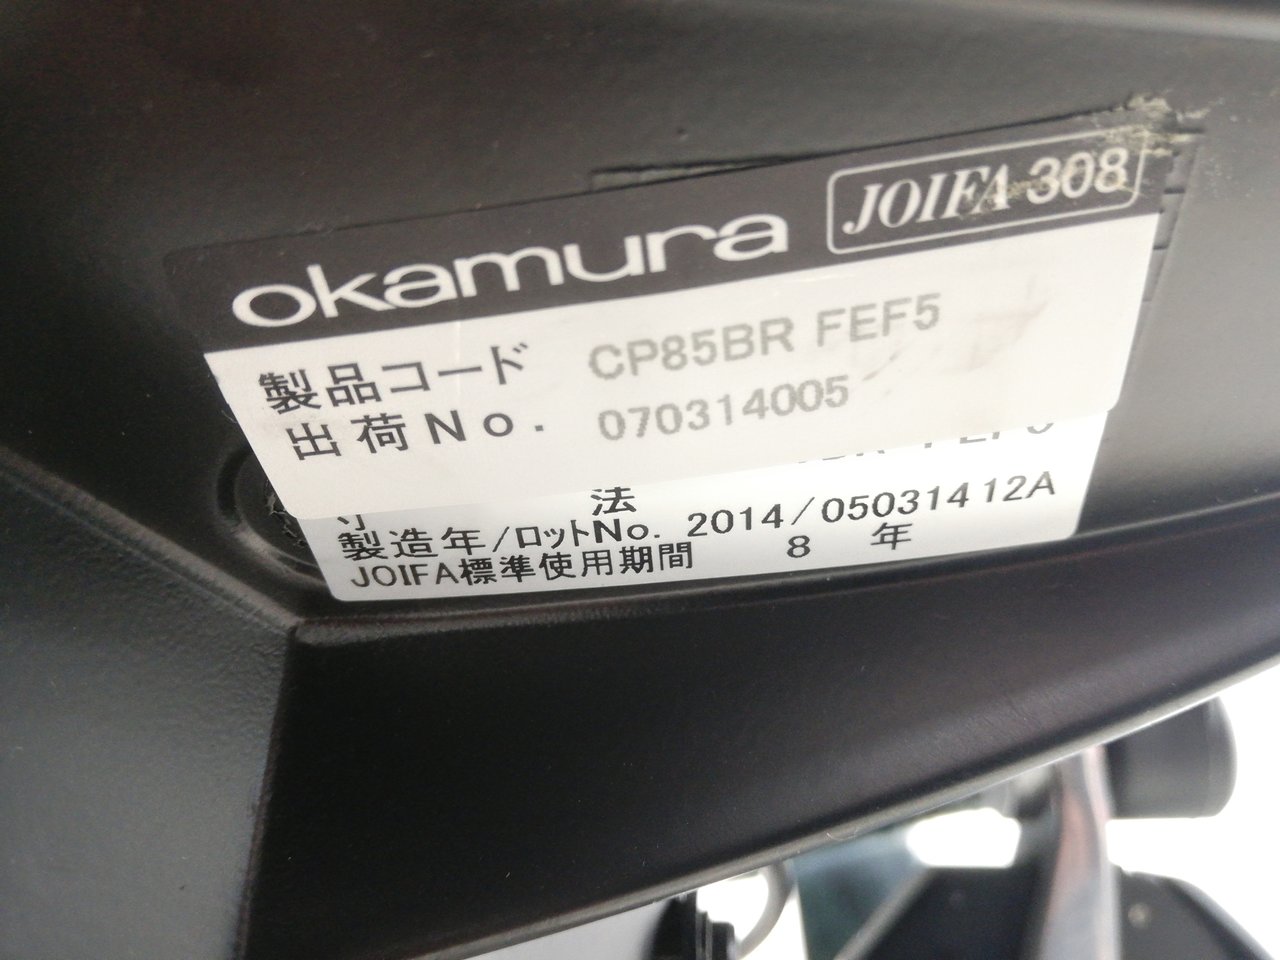 okamura JOIFA 308
製品コード CP85BR FEF5
出荷No. 070314005
寸 法
製造年/ロットNo. 2014/05031412A
JOIFA標準使用期間 8 年